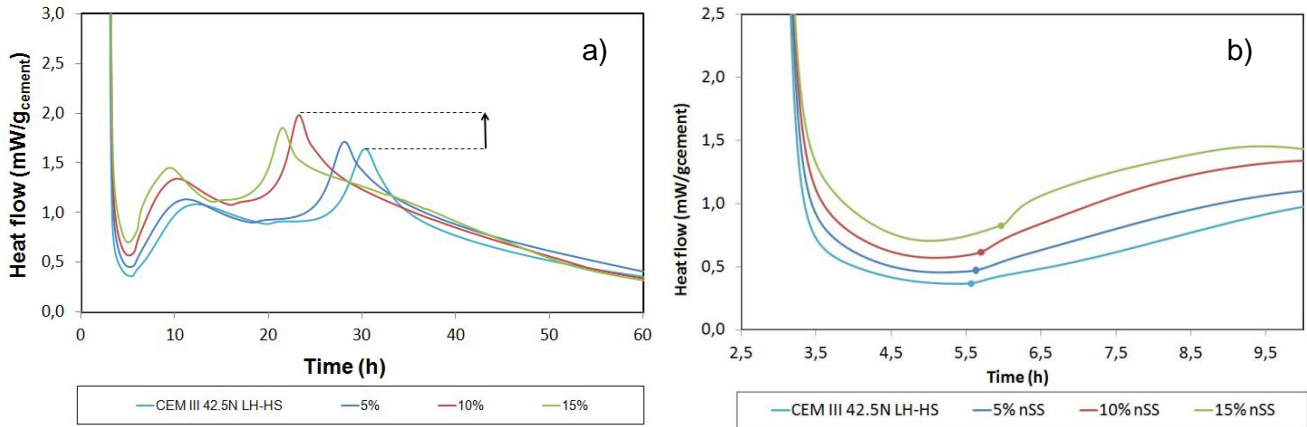 a)
Heat flow (mW/gcement)
3,0
2,5
2,0
1,5
1,0
0,5
0,0
0 10 20 30 40 50 60
Time (h)
CEM III 42.5N LH-HS 5% 10% 15%
b)
Heat flow (mW/gcement)
2,5
2,0
1,5
1,0
0,5
0,0
2,5 3,5 4,5 5,5 6,5 7,5 8,5 9,5
Time (h)
CEM III 42.5N LH-HS 5% nSS 10% nSS 15% nSS